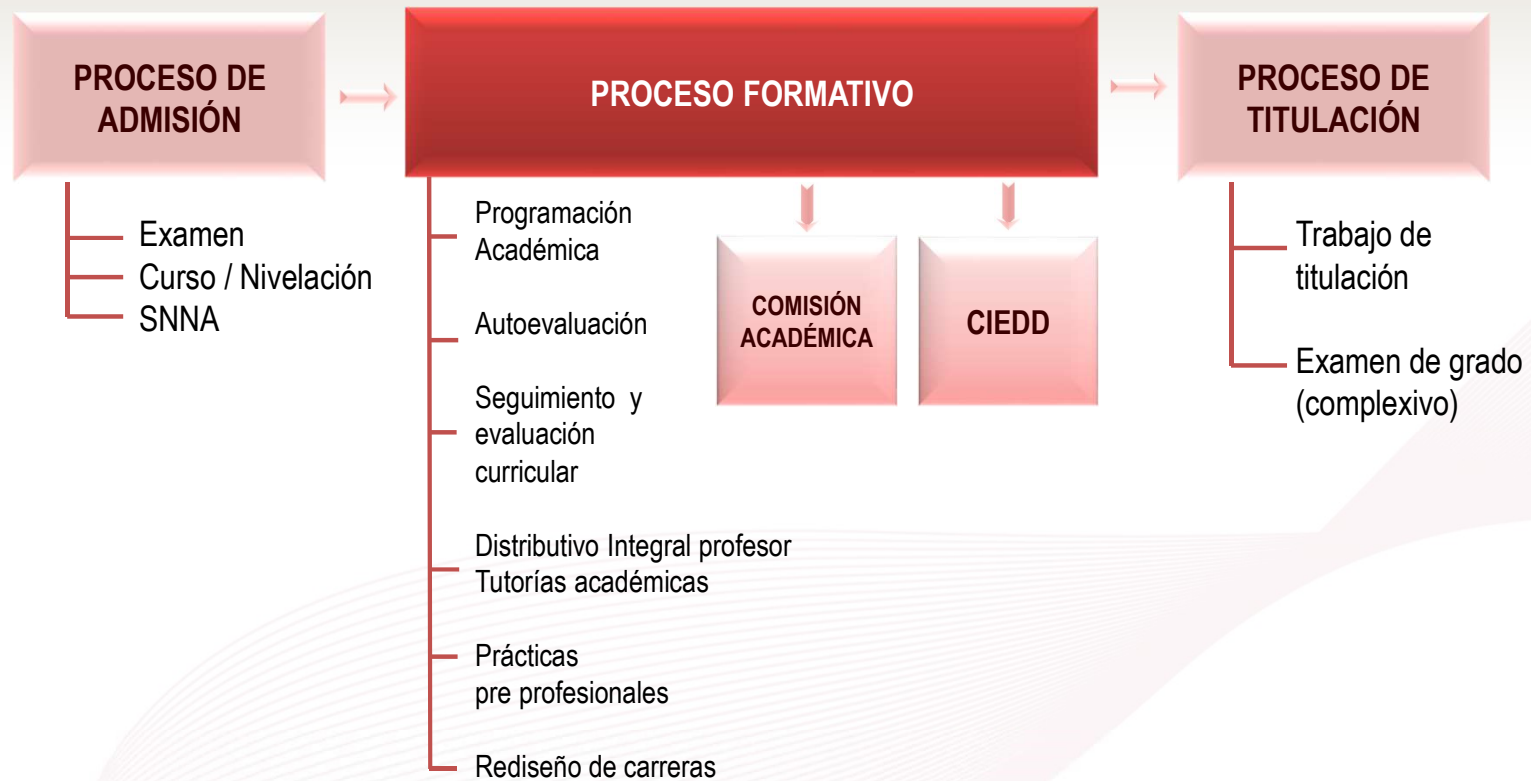 PROCESO DE
ADMISIÓN
Examen
Curso / Nivelación
SNNA
PROCESO FORMATIVO
Programación
Académica
Autoevaluación
Seguimiento y
evaluación
curricular
Distributivo Integral profesor
Tutorías académicas
Prácticas
pre profesionales
Rediseño de carreras
COMISIÓN
ACADÉMICA
CIEDD
PROCESO DE
TITULACIÓN
Trabajo de
titulación
Examen de grado
(complexivo)